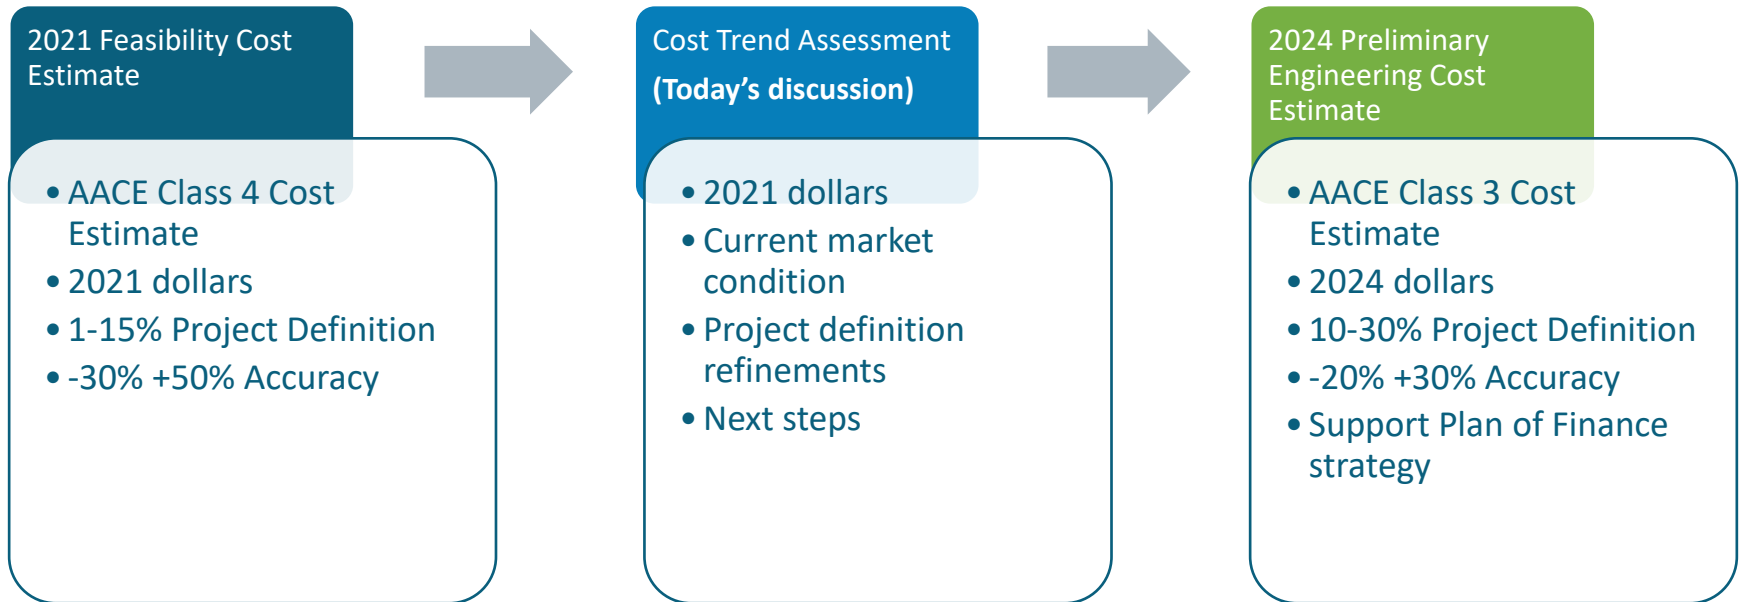 2021 Feasibility Cost
Estimate
• AACE Class 4 Cost
Estimate
• 2021 dollars
• 1-15% Project Definition
• -30% +50% Accuracy
Cost Trend Assessment
(Today's discussion)
• 2021 dollars
• Current market
condition
• Project definition
refinements
• Next steps
2024 Preliminary
Engineering Cost
Estimate
• AACE Class 3 Cost
Estimate
• 2024 dollars
• 10-30% Project Definition
• -20% +30% Accuracy
• Support Plan of Finance
strategy